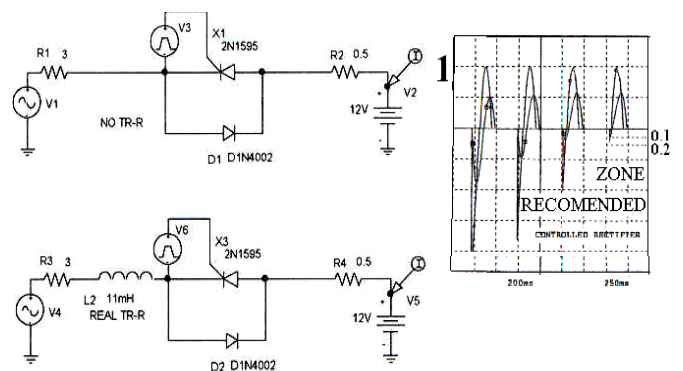 V3
X1
2N1595
R1 3
R2 0.5
V1
12V
V2
NO TR-R
D1 D1N4002
I
V6
X3
2N1595
R3 3
R4 0.5
L2 11mH
REAL TR-R
V4
12V
V5
D2 D1N4002
I
1
0.1
0.2
ZONE
RECOMENDED
CONTROLLED RECTIFIER
200ms
250ms